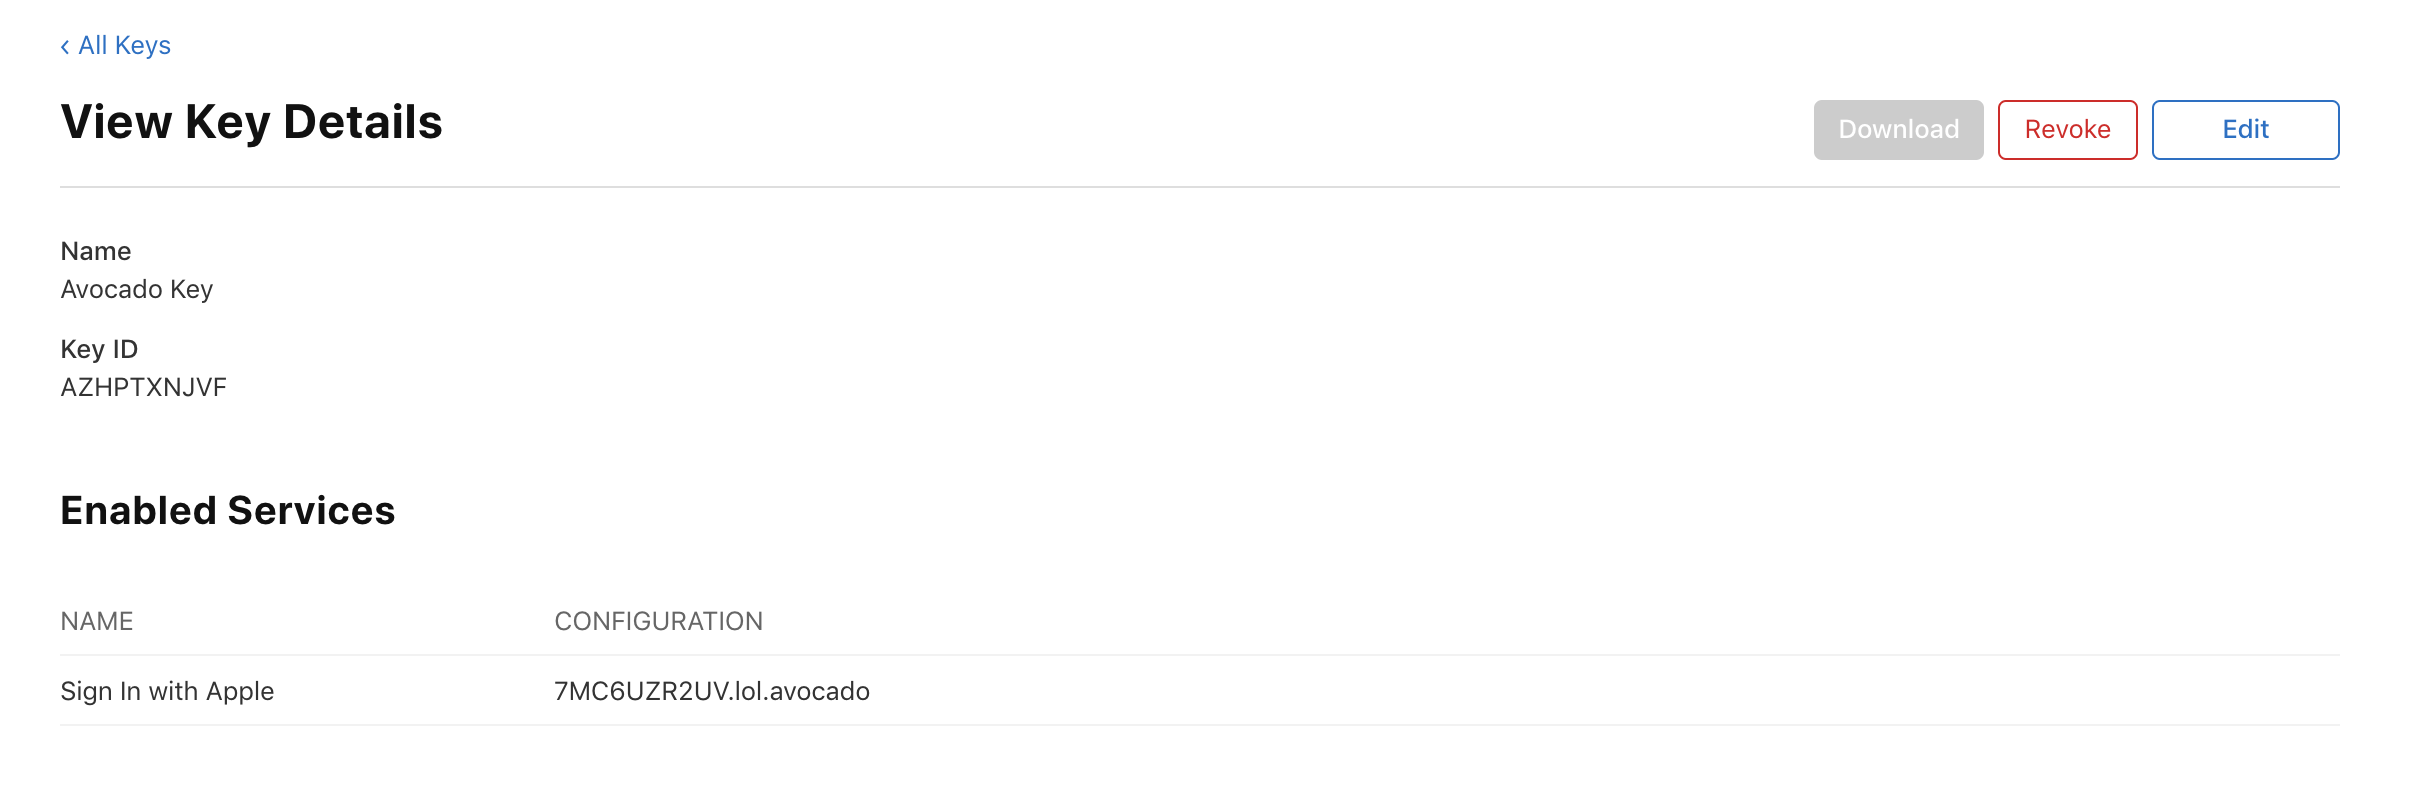 ‹ All Keys
View Key Details
Download Revoke Edit
Name
Avocado Key
Key ID
AZHPTXNJVF
Enabled Services
NAME CONFIGURATION
Sign In with Apple 7MC6UZR2UV.lol.avocado